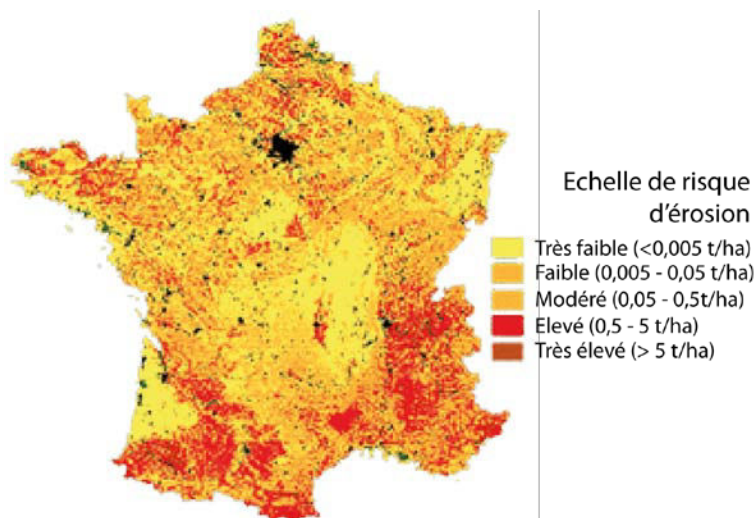 Echelle de risque
d'érosion
Très faible (<0,005 t/ha)
Faible (0,005 - 0,05 t/ha)
Modéré (0,05 - 0,5t/ha)
Elevé (0,5 - 5 t/ha)
Très élevé (> 5 t/ha)